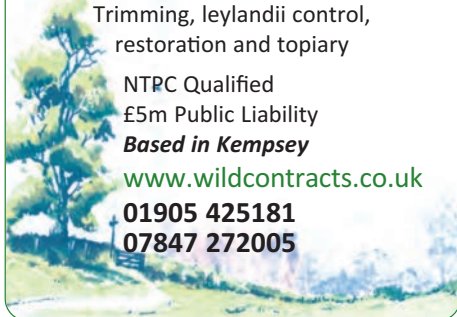 Trimming, leylandii control,
restoration and topiary
NTPC Qualified
£5m Public Liability
Based in Kempsey
www.wildcontracts.co.uk
01905 425181
07847 272005